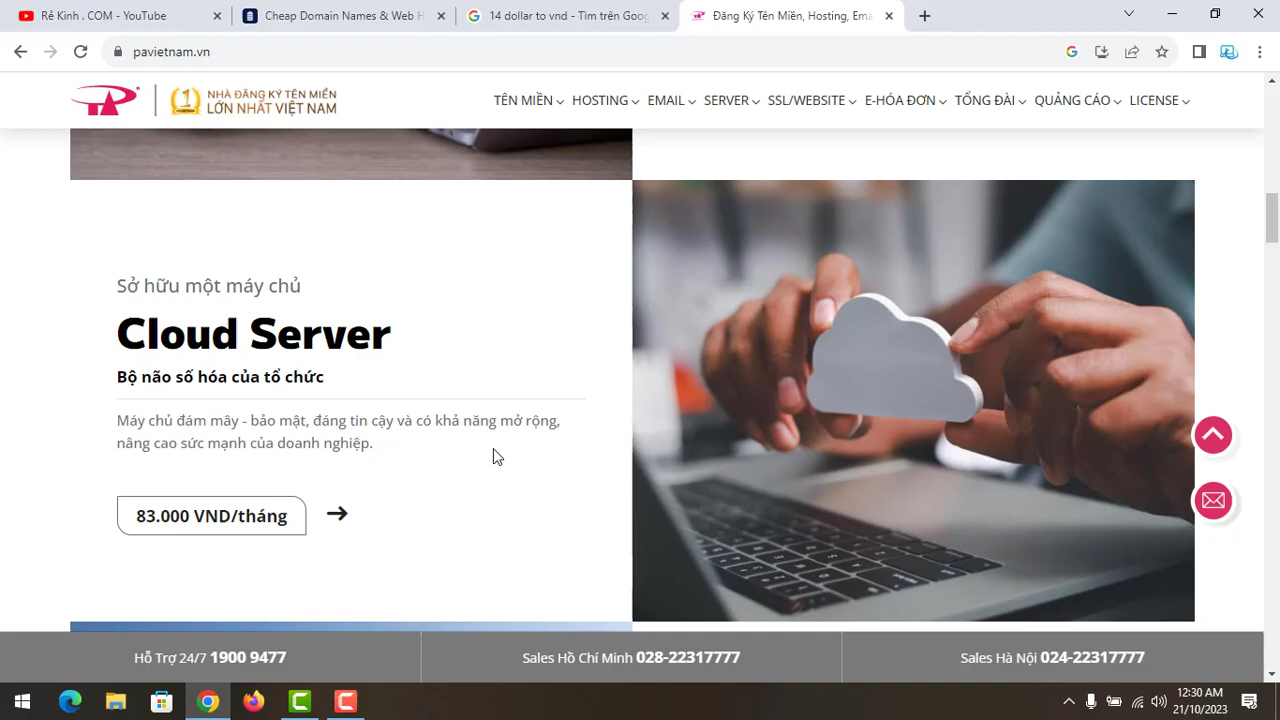 Rẻ Kinh . COM - YouTube
Cheap Domain Names & Web H
14 dollar to vnd - Tìm trên Goog
Đăng Ký Tên Miền, Hosting, Ema
pavietnam.vn
NHÀ ĐĂNG KÝ TÊN MIỀN
LỚN NHẤT VIỆT NAM
TÊN MIỀN HOSTING EMAIL SERVER SSL/WEBSITE E-HÓA ĐƠN TỔNG ĐÀI QUẢNG CÁO LICENSE
Sở hữu một máy chủ
Cloud Server
Bộ não số hóa của tổ chức
Máy chủ đám mây - bảo mật, đáng tin cậy và có khả năng mở rộng,
nâng cao sức mạnh của doanh nghiệp.
83.000 VND/tháng
Hỗ Trợ 24/7 1900 9477
Sales Hồ Chí Minh 028-22317777
Sales Hà Nội 024-22317777
12:30 AM
21/10/2023